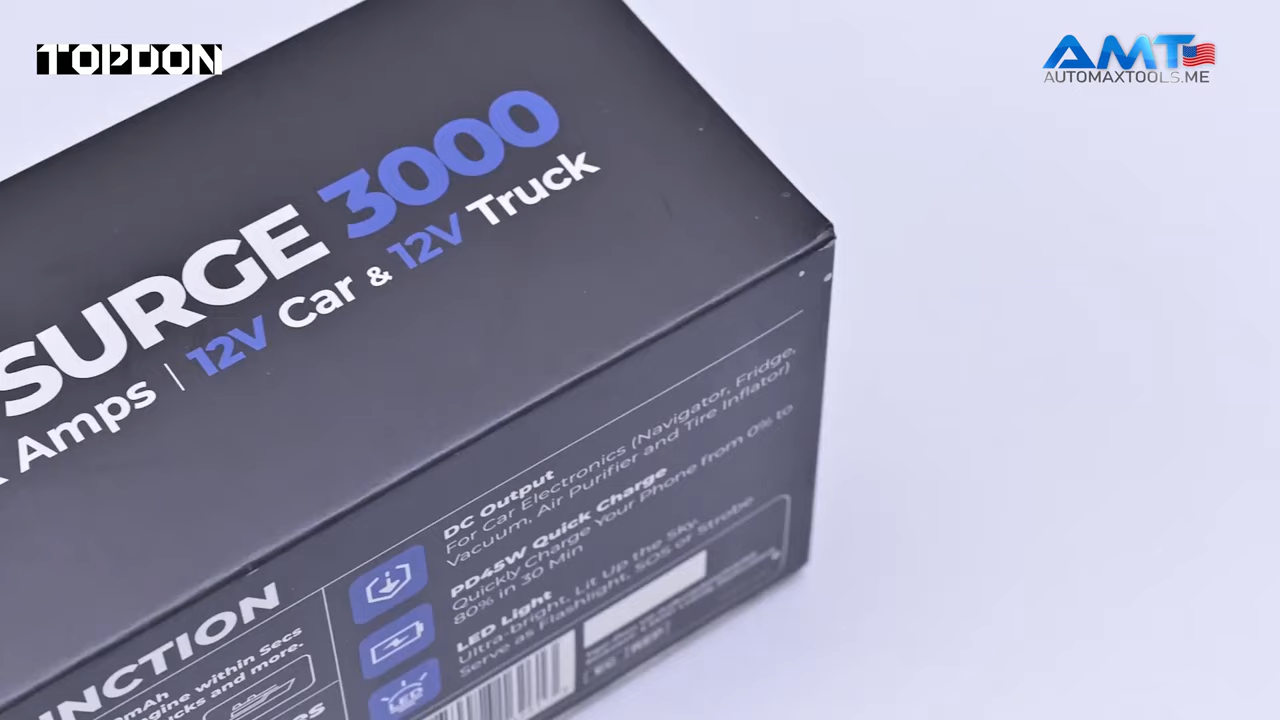 TOPDON
AMT
AUTOMAXTOOLS.ME
SURGE 3000
Amps | 12V Car & 12V Truck
DC Output
For Car Electronics (Navigator, Fridge,
Vacuum, Air Purifier and Tire Inflator)
PD45W Quick Charge
Quickly Charge Your Phone from 0% to
80% in 30 Min
LED Light
Ultra-bright, Lit Up the Sky.
Serve as Flashlight, SOS or Strobe
LED
NCTION
mAh
ngine within Secs
ucks and more.